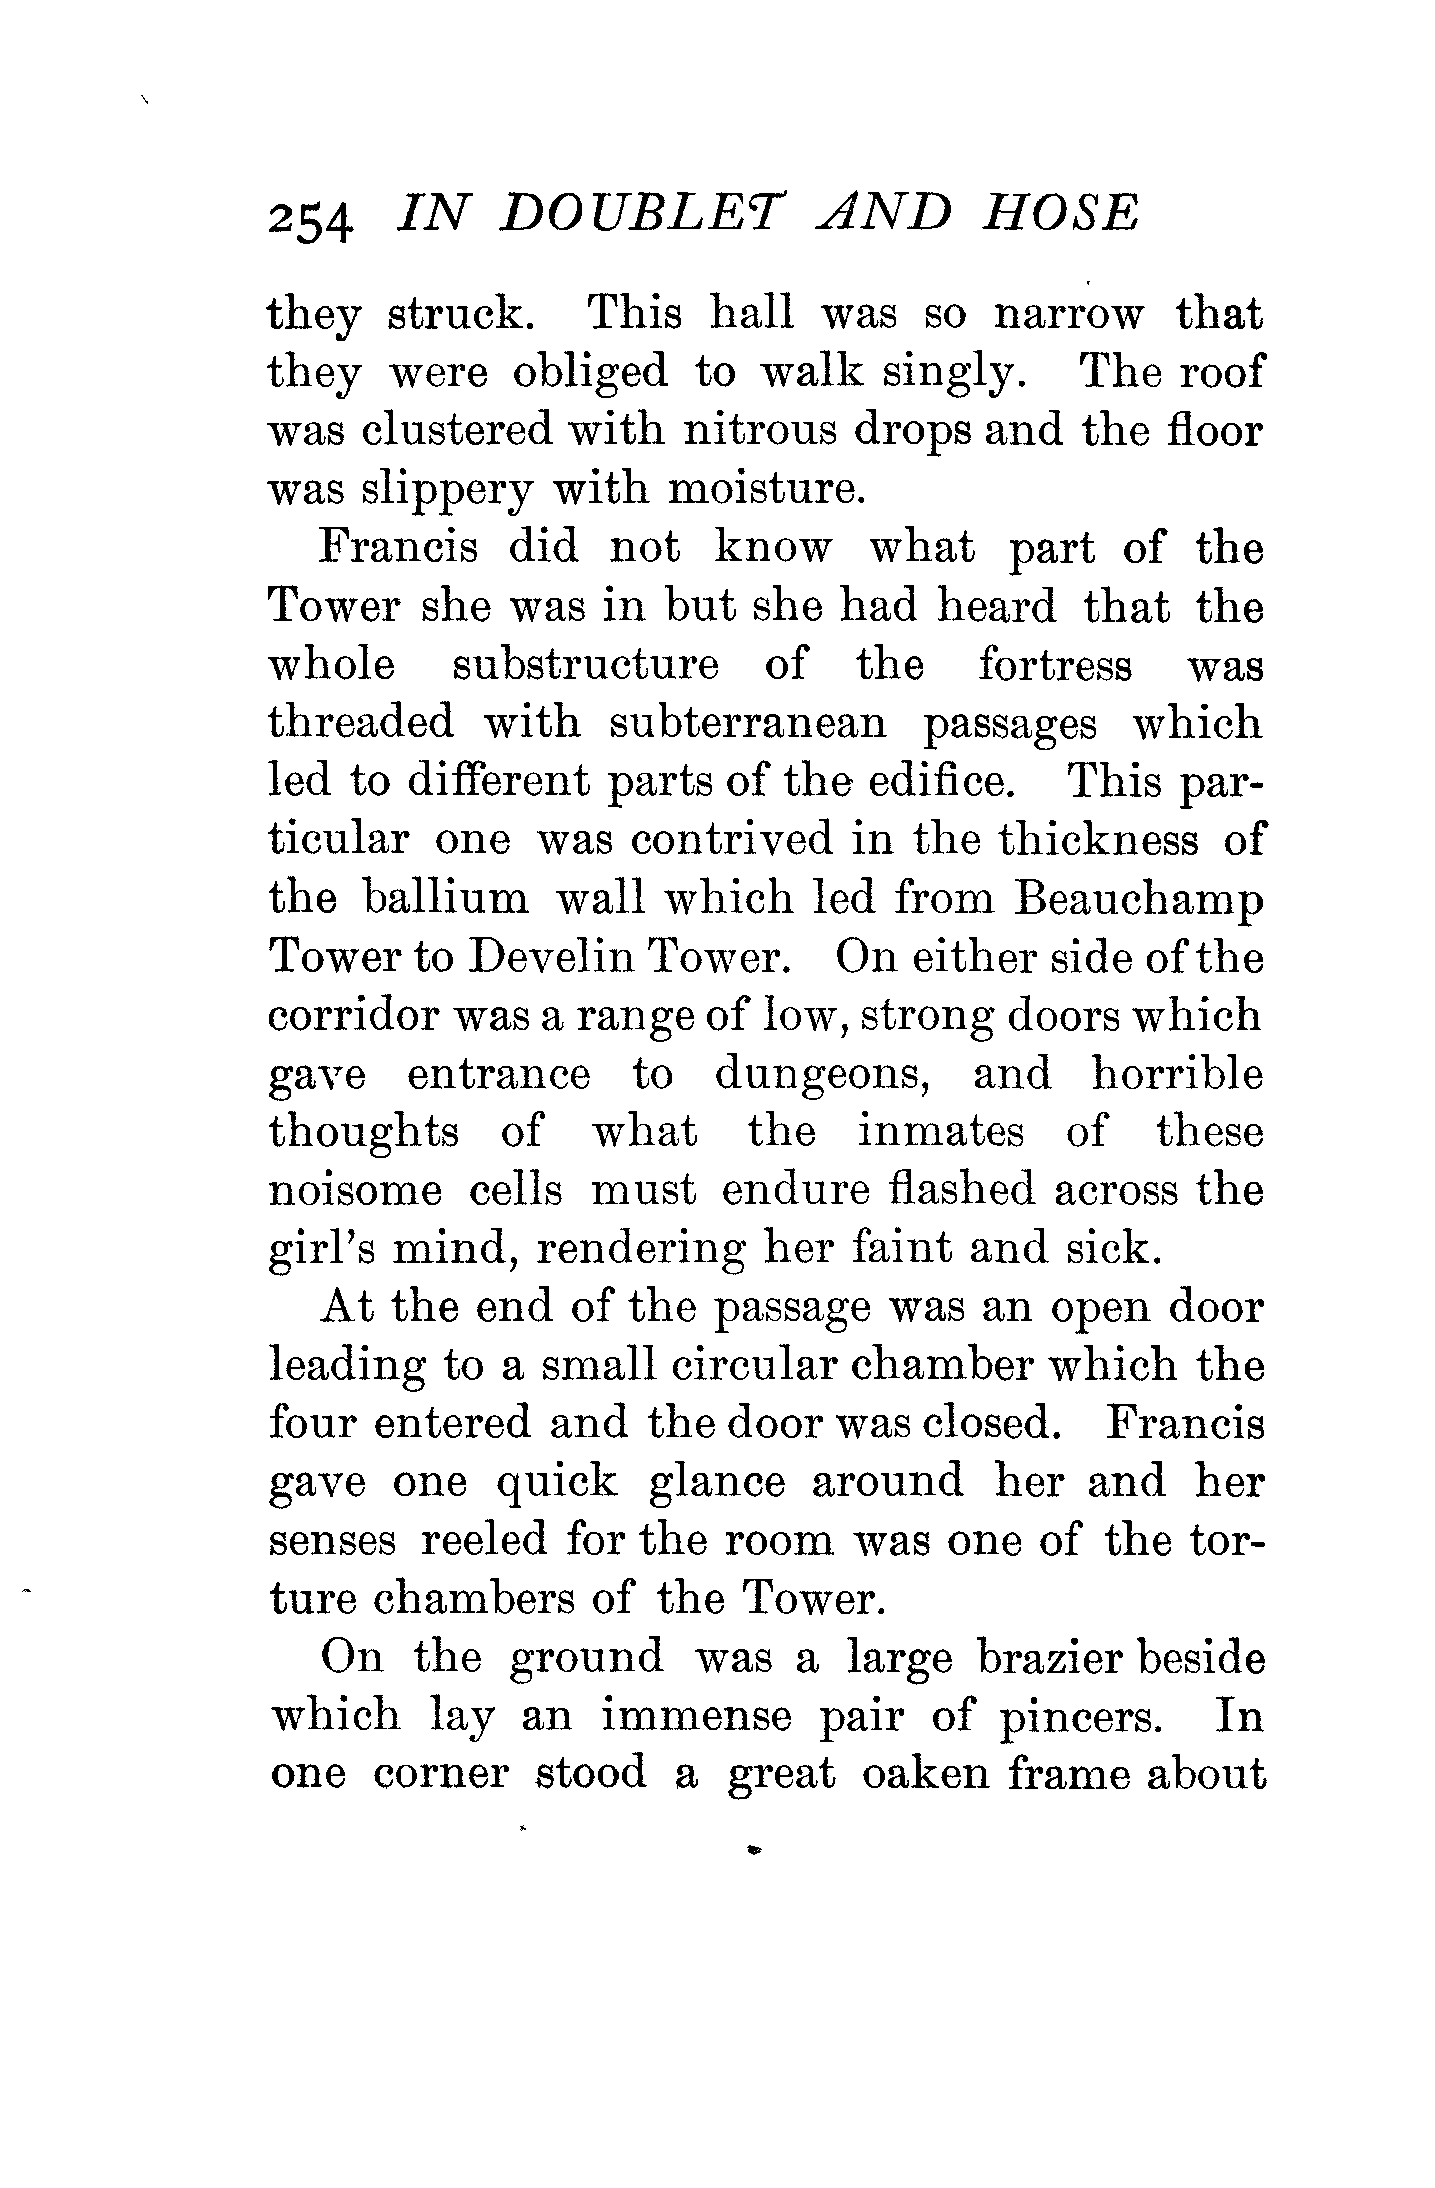 254 IN DOUBLET AND HOSE
they struck. This hall was so narrow that
they were obliged to walk singly. The roof
was clustered with nitrous drops and the floor
was slippery with moisture.
Francis did not know what part of the
Tower she was in but she had heard that the
whole substructure of the fortress was
threaded with subterranean passages which
led to different parts of the edifice. This par-
ticular one was contrived in the thickness of
the ballium wall which led from Beauchamp
Tower to Develin Tower. On either side of the
corridor was a range of low, strong doors which
gave entrance to dungeons, and horrible
thoughts of what the inmates of these
noisome cells must endure flashed across the
girl's mind, rendering her faint and sick.
At the end of the passage was an open door
leading to a small circular chamber which the
four entered and the door was closed. Francis
gave one quick glance around her and her
senses reeled for the room was one of the tor-
ture chambers of the Tower.
On the ground was a large brazier beside
which lay an immense pair of pincers. In
one corner stood a great oaken frame about